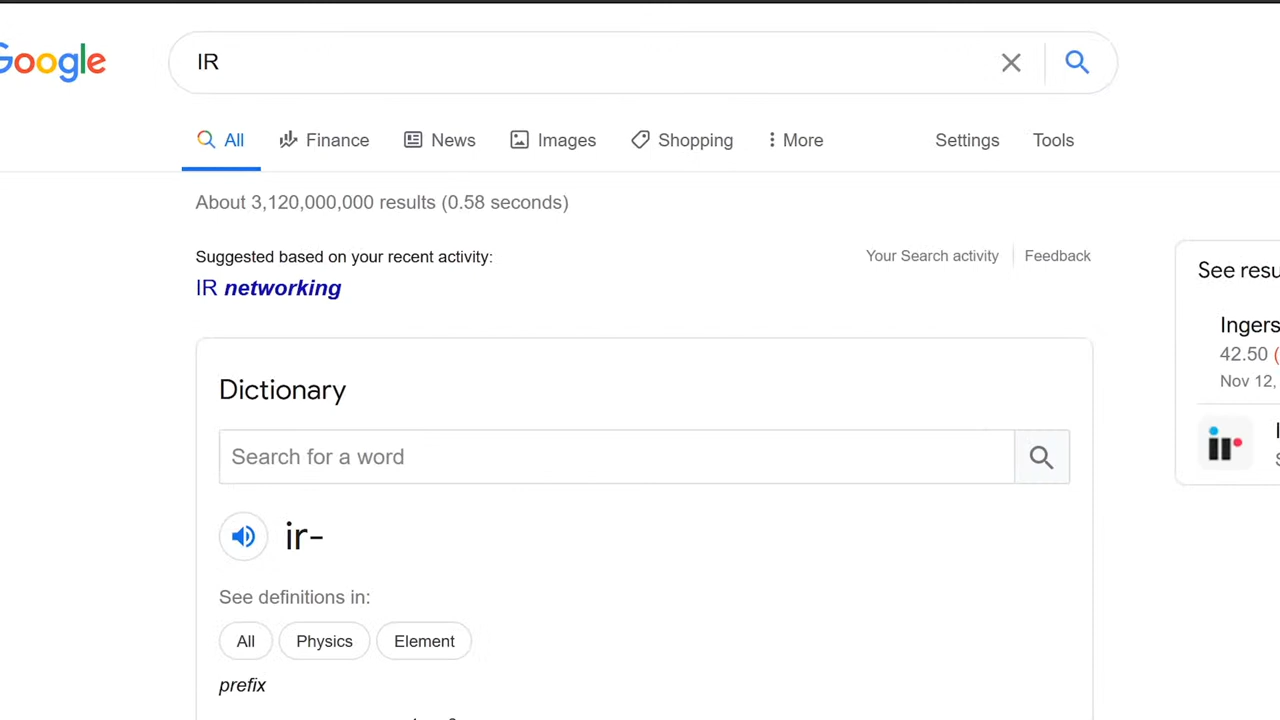 Google
IR
All Finance News Images Shopping More Settings Tools
About 3,120,000,000 results (0.58 seconds)
Suggested based on your recent activity: Your Search activity Feedback
IR networking
See resu
Ingers
42.50 (
Nov 12,
Dictionary
Search for a word
ir-
See definitions in:
All Physics Element
prefix